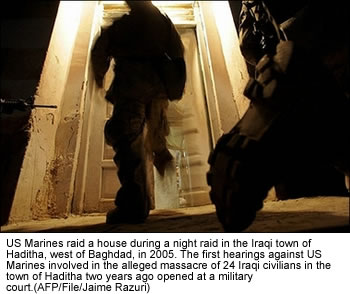 US Marines raid a house during a night raid in the Iraqi town of
Haditha, west of Baghdad, in 2005. The first hearings against US
Marines involved in the alleged massacre of 24 Iraqi civilians in the
town of Haditha two years ago opened at a military
court.(AFP/File/Jaime Razuri)